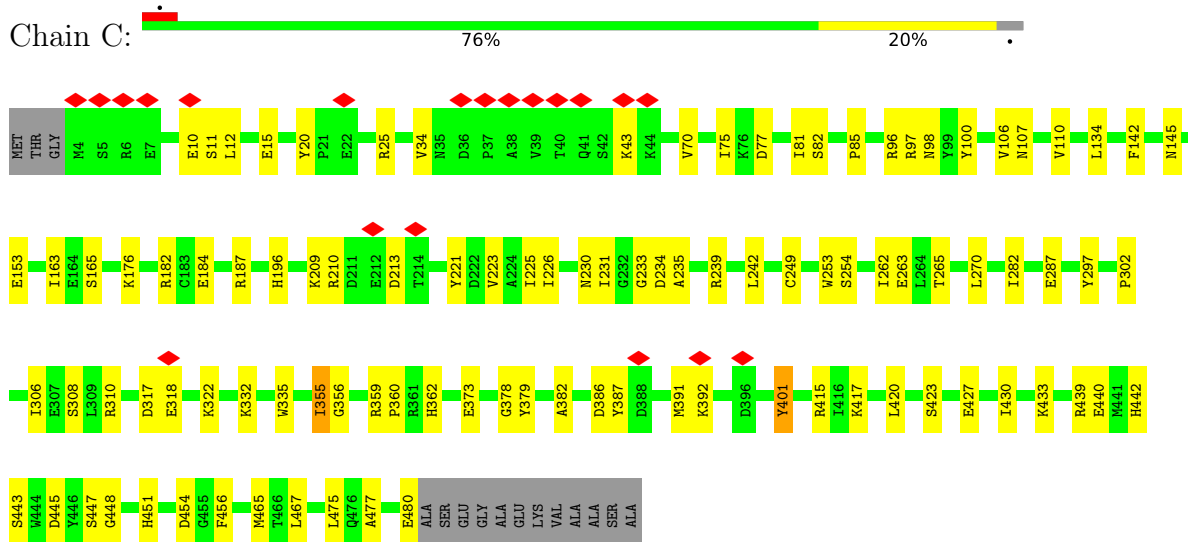 Chain C:
76% 20%
MET THR GLY M4 S5 R6 E7 E10 S11 L12 E15 Y20 P21 E22 R25 V34 N35 D36 P37 A38 V39 T40 Q41 S42 K43 K44 V70 I75 K76 D77 I81 S82 P85 R96 R97 N98 Y99 Y100 V106 N107 V110 L134 F142 N145
E153 I163 E164 S165 K176 R182 C183 E184 R187 H196 K209 R210 D211 E212 D213 T214 Y221 D222 V223 A224 I225 I226 N230 I231 G232 G233 D234 A235 R239 L242 C249 W253 S254 I262 E263 L264 T265 L270 I282 E287 Y297 P302
I306 E307 S308 L309 R310 D317 E318 K322 K332 W335 I355 G356 R359 P360 R361 H362 E373 G378 Y379 A382 D386 Y387 D388 M391 K392 D396 Y401 R415 I416 K417 L420 S423 E427 I430 K433 R439 E440 M441 H442
S443 W444 D445 Y446 S447 G448 H451 D454 G455 F456 M465 T466 L467 L475 Q476 A477 E480 ALA SER GLU GLY ALA GLU LYS VAL ALA ALA SER ALA